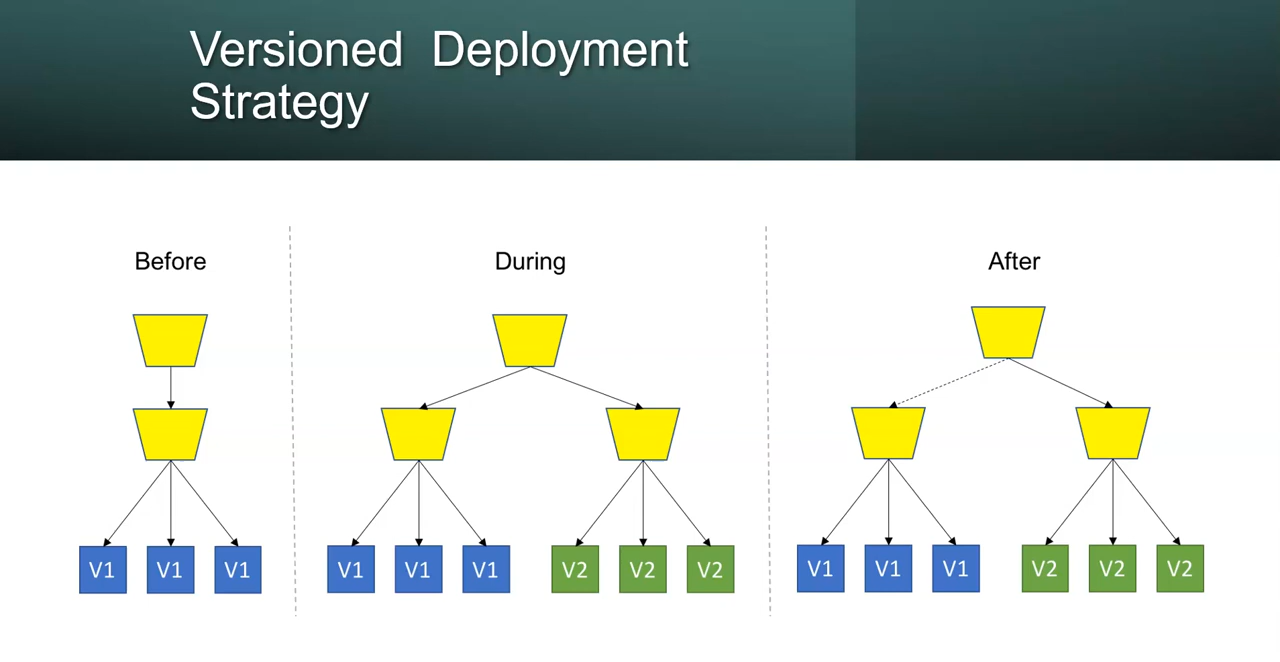 Versioned Deployment
Strategy
Before
During
After
V1 V1 V1
V1 V1 V1 V2 V2 V2
V1 V1 V1 V2 V2 V2